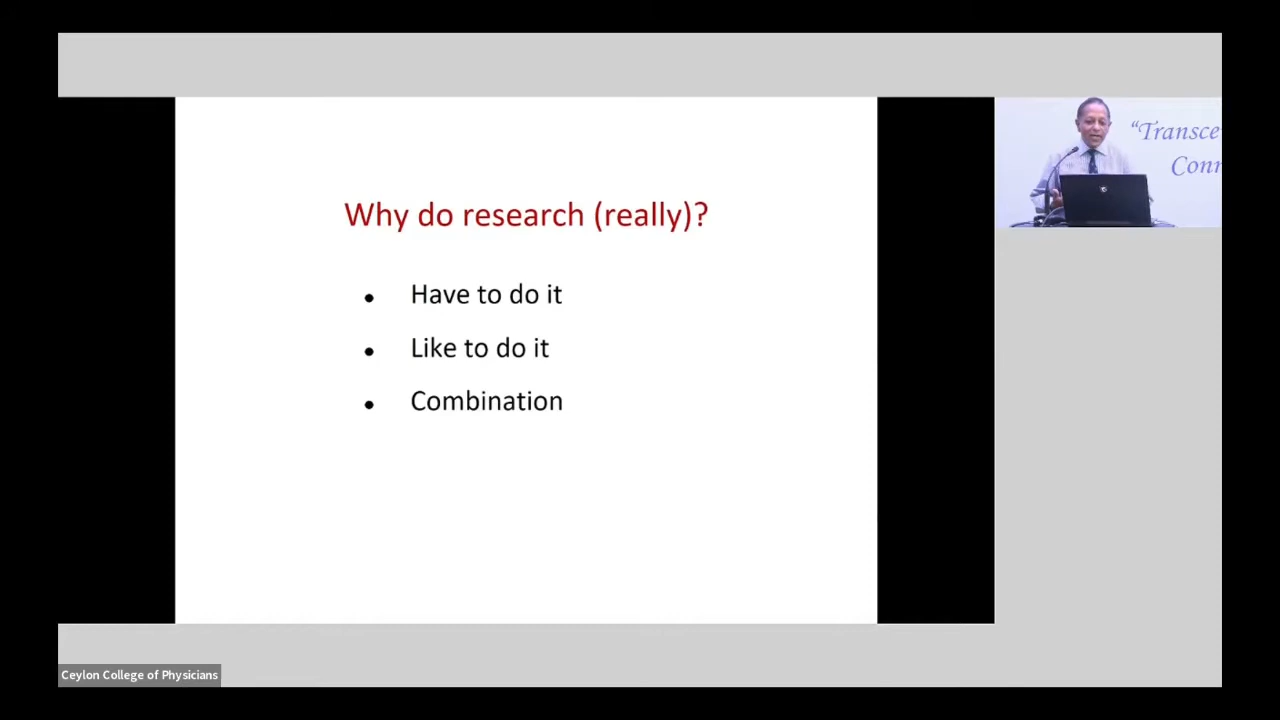 Why do research (really)?
• Have to do it
• Like to do it
• Combination
“Transce
Conn
Ceylon College of Physicians